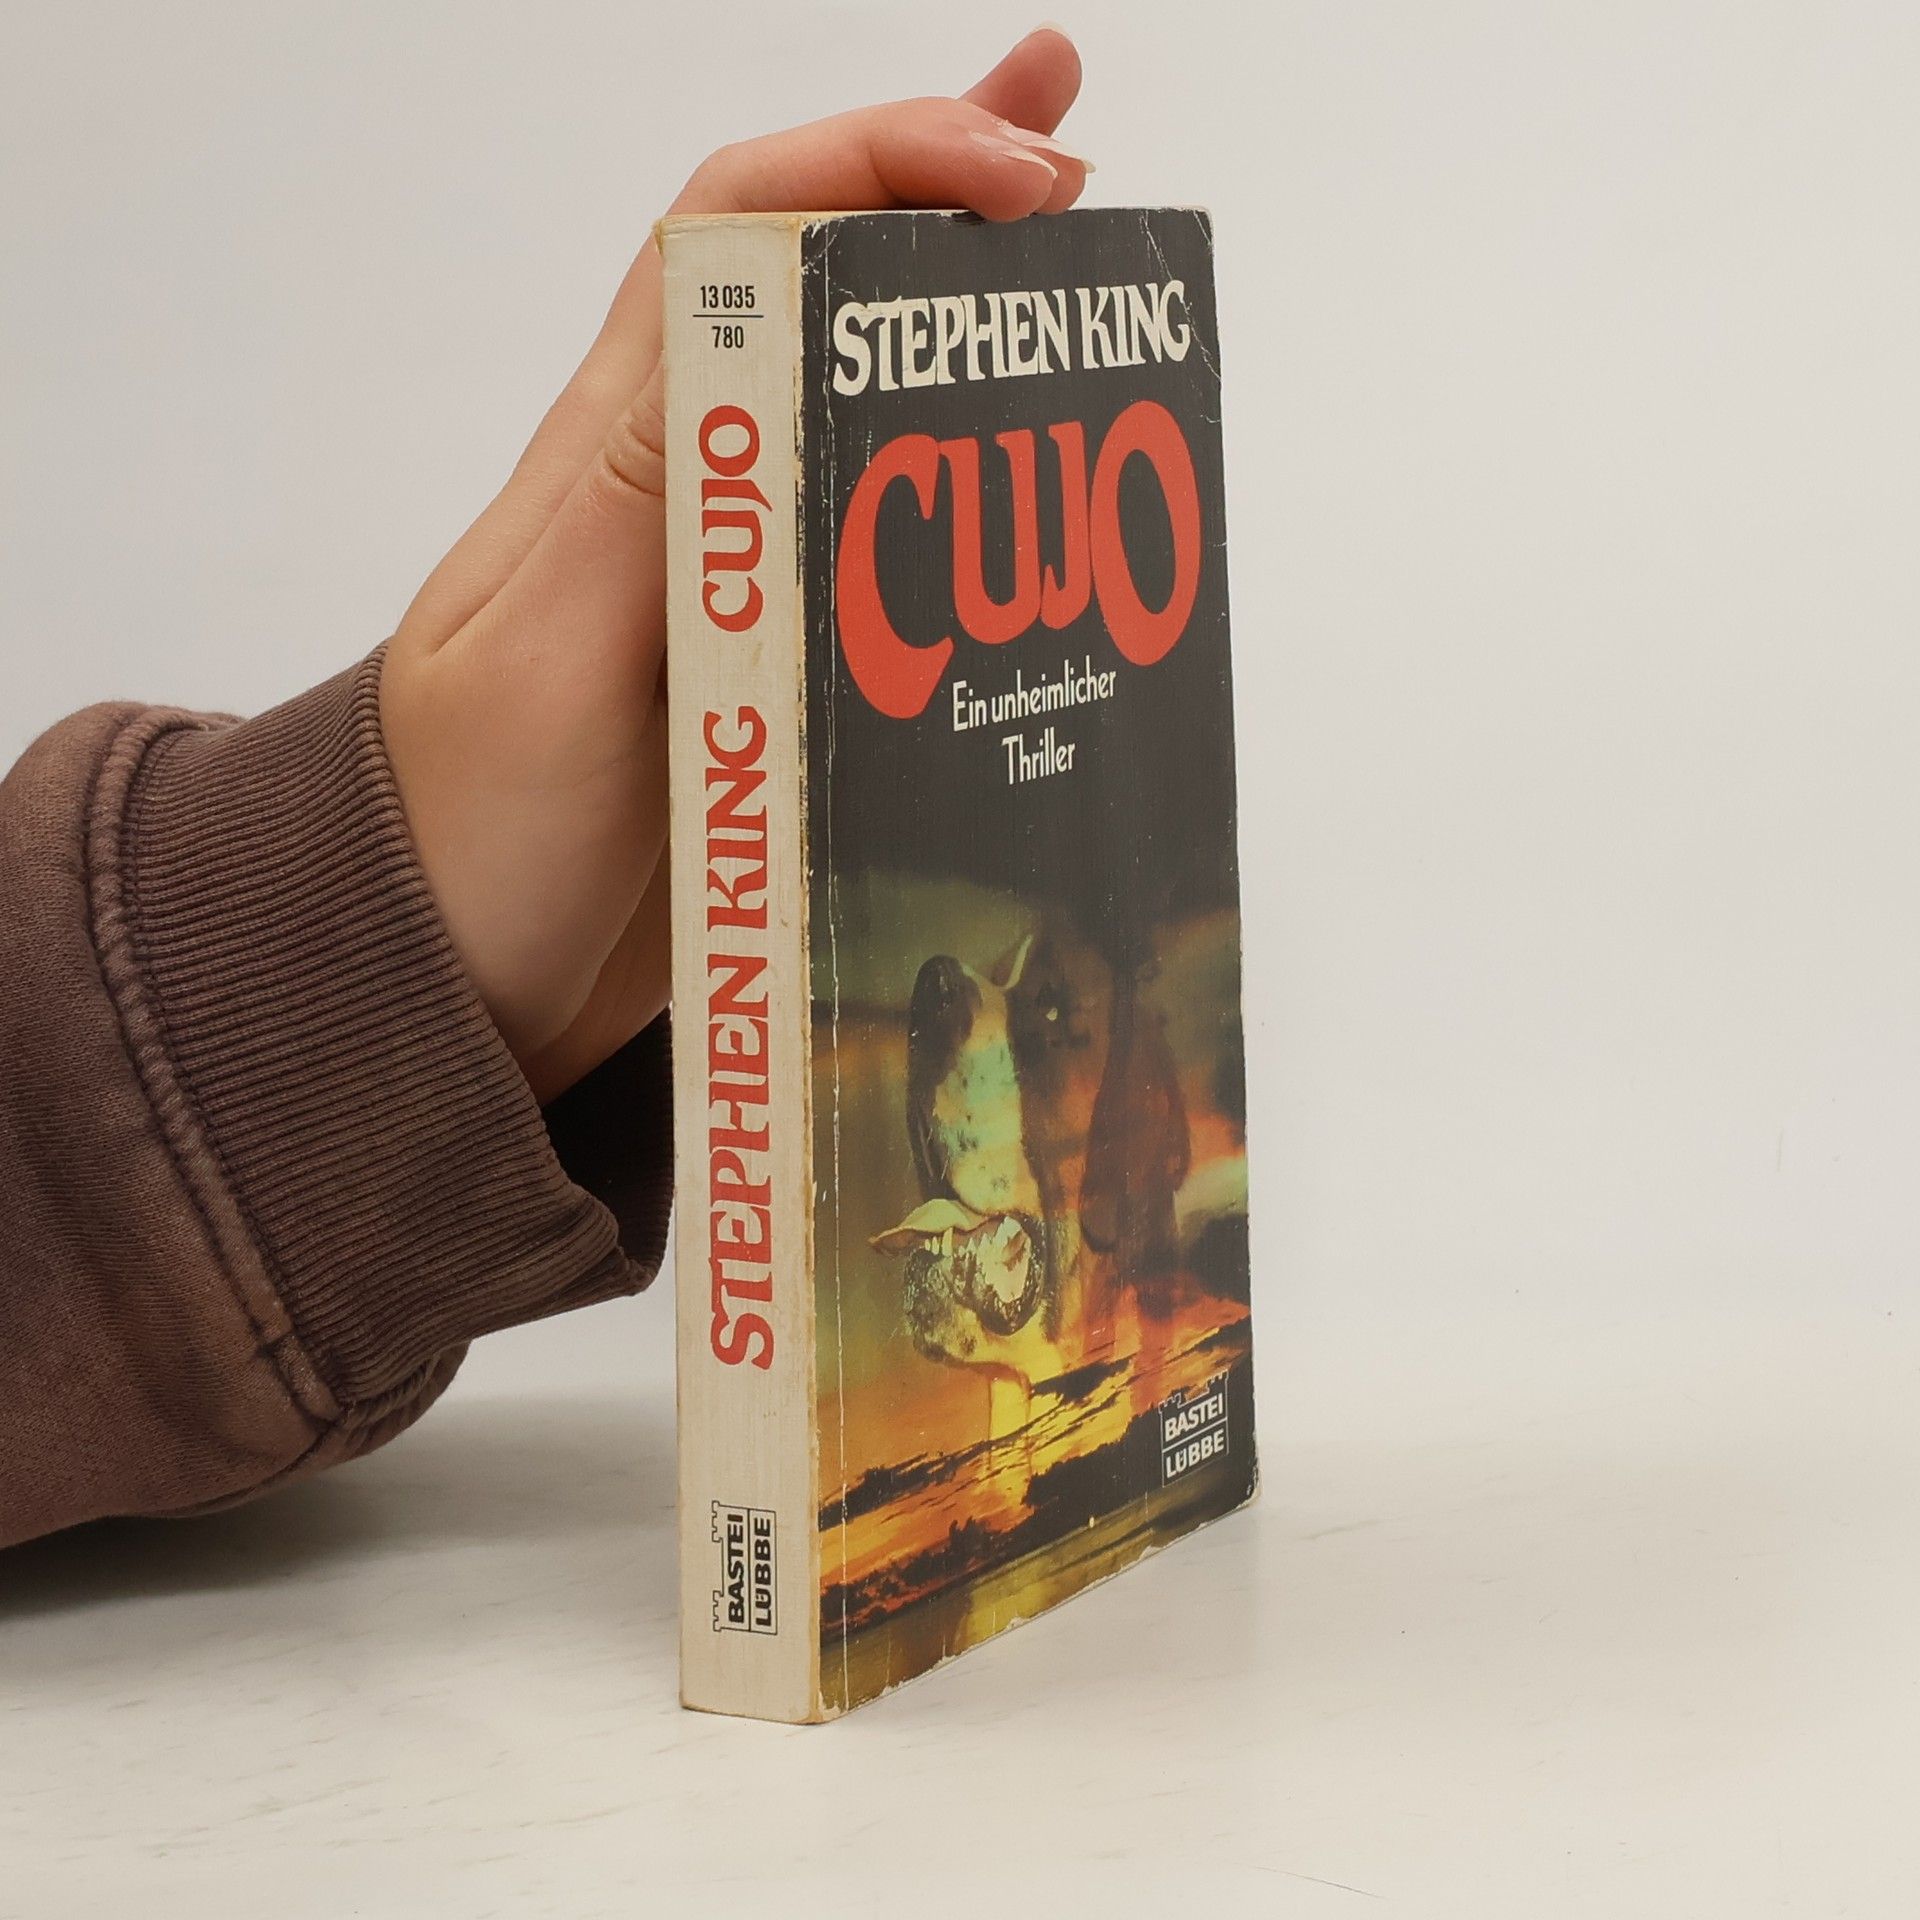 13 035
780
STEPHEN KING CUJO
BASTEI
LÜBBE
STEPHEN KING
CUJO
Ein unheimlicher
Thriller
BASTEI
LÜBBE